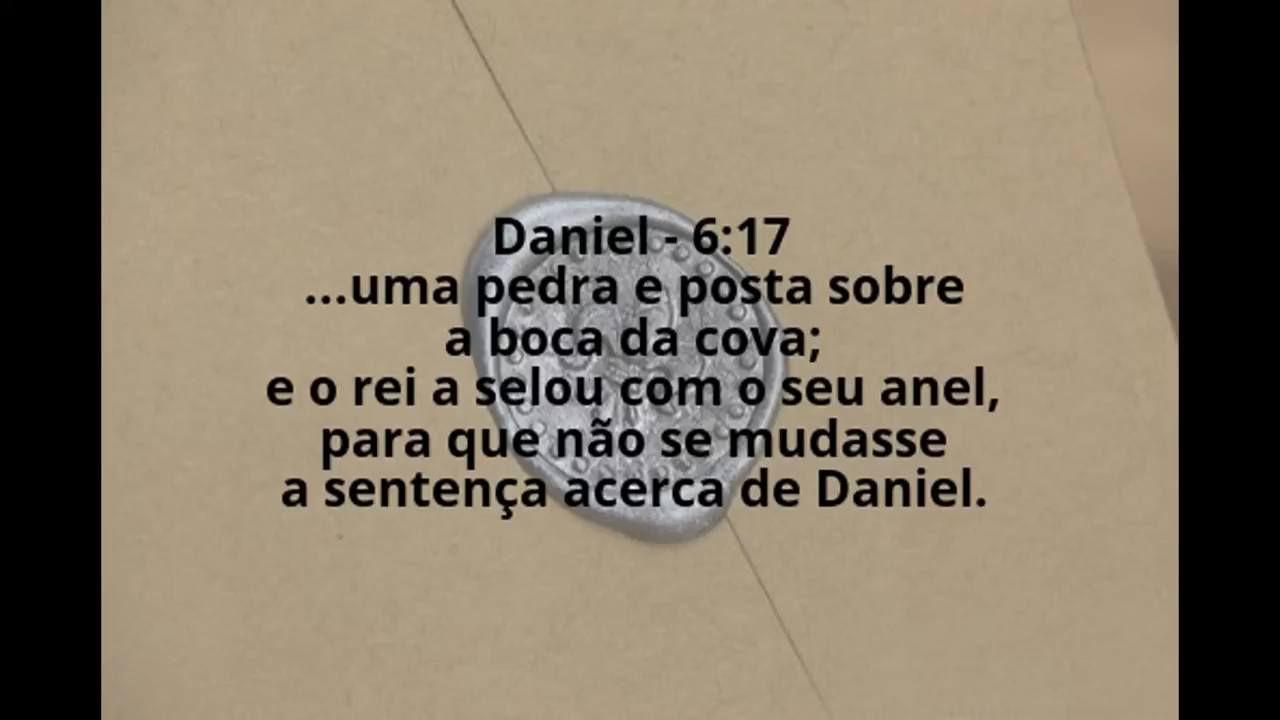 Daniel - 6:17
...uma pedra e posta sobre
a boca da cova;
e o rei a selou com o seu anel,
para que não se mudasse
a sentença acerca de Daniel.